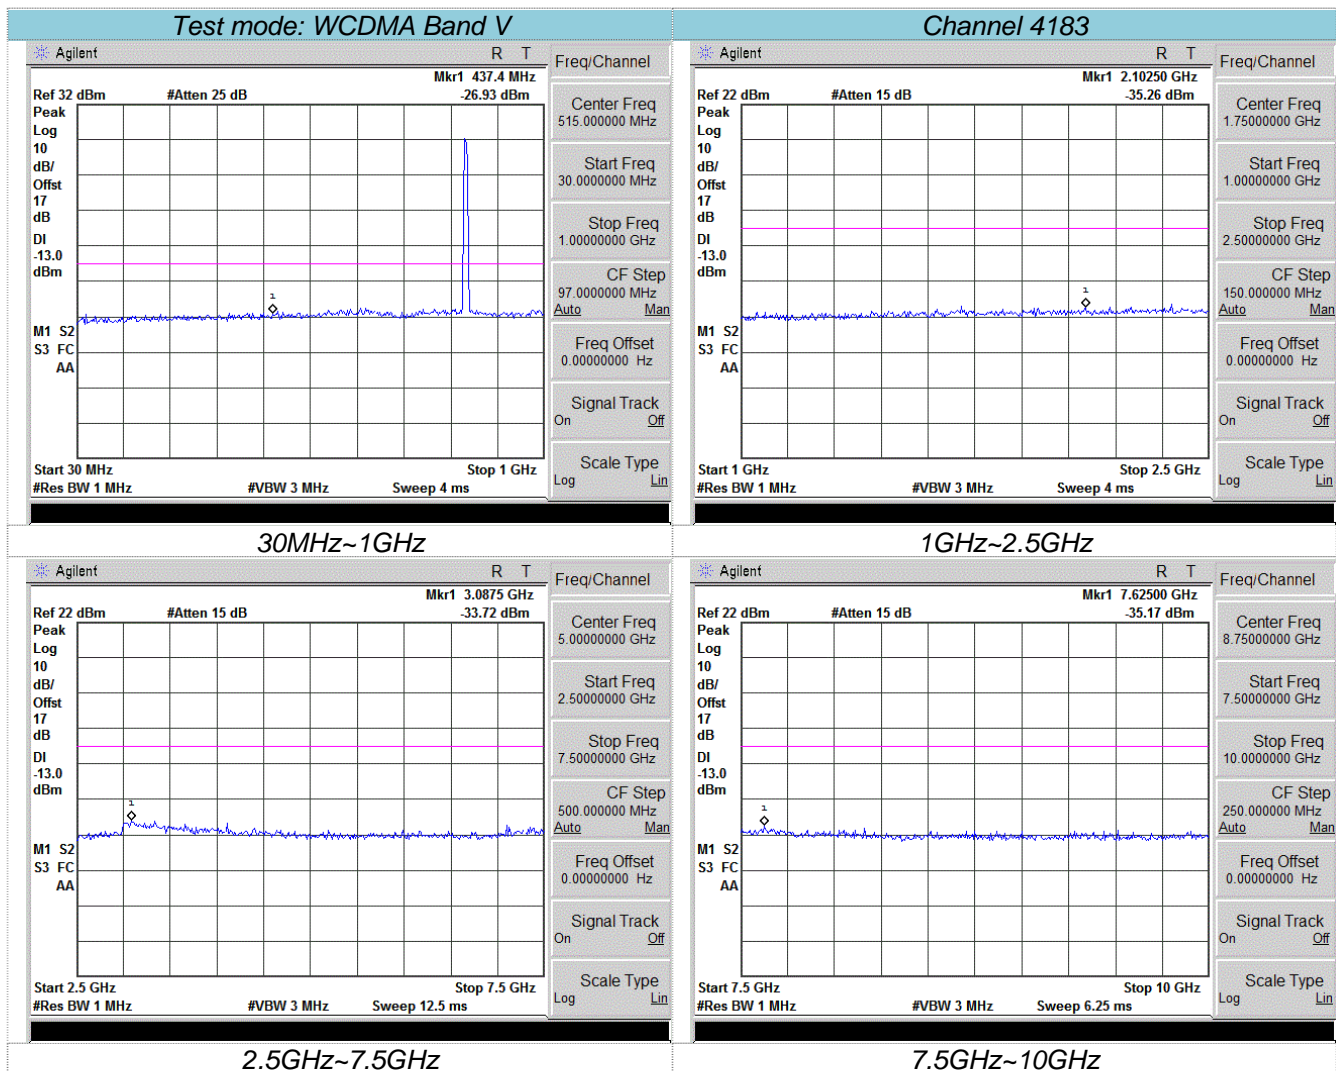 Test mode: WCDMA Band V
Channel 4183
Agilent
R T
Freq/Channel
Mkr1 437.4 MHz
Ref 32 dBm
#Atten 25 dB
-26.93 dBm
Peak
Log
10
dB/
Offst
17
dB
DI
-13.0
dBm
1
M1 S2
S3 FC
AA
Start 30 MHz
Stop 1 GHz
#Res BW 1 MHz
#VBW 3 MHz
Sweep 4 ms
Center Freq
515.000000 MHz
Start Freq
30.0000000 MHz
Stop Freq
1.00000000 GHz
CF Step
97.0000000 MHz
Auto Man
Freq Offset
0.00000000 Hz
Signal Track
On Off
Scale Type
Log Lin
Agilent
R T
Freq/Channel
Mkr1 2.10250 GHz
Ref 22 dBm
#Atten 15 dB
-35.26 dBm
Peak
Log
10
dB/
Offst
17
dB
DI
-13.0
dBm
1
M1 S2
S3 FC
AA
Start 1 GHz
Stop 2.5 GHz
#Res BW 1 MHz
#VBW 3 MHz
Sweep 4 ms
Center Freq
1.75000000 GHz
Start Freq
1.00000000 GHz
Stop Freq
2.50000000 GHz
CF Step
150.000000 MHz
Auto Man
Freq Offset
0.00000000 Hz
Signal Track
On Off
Scale Type
Log Lin
30MHz~1GHz
1GHz~2.5GHz
Agilent
R T
Freq/Channel
Mkr1 3.0875 GHz
Ref 22 dBm
#Atten 15 dB
-33.72 dBm
Peak
Log
10
dB/
Offst
17
dB
DI
-13.0
dBm
1
M1 S2
S3 FC
AA
Start 2.5 GHz
Stop 7.5 GHz
#Res BW 1 MHz
#VBW 3 MHz
Sweep 12.5 ms
Center Freq
5.00000000 GHz
Start Freq
2.50000000 GHz
Stop Freq
7.50000000 GHz
CF Step
500.000000 MHz
Auto Man
Freq Offset
0.00000000 Hz
Signal Track
On Off
Scale Type
Log Lin
Agilent
R T
Freq/Channel
Mkr1 7.62500 GHz
Ref 22 dBm
#Atten 15 dB
-35.17 dBm
Peak
Log
10
dB/
Offst
17
dB
DI
-13.0
dBm
1
M1 S2
S3 FC
AA
Start 7.5 GHz
Stop 10 GHz
#Res BW 1 MHz
#VBW 3 MHz
Sweep 6.25 ms
Center Freq
8.75000000 GHz
Start Freq
7.50000000 GHz
Stop Freq
10.0000000 GHz
CF Step
250.000000 MHz
Auto Man
Freq Offset
0.00000000 Hz
Signal Track
On Off
Scale Type
Log Lin
2.5GHz~7.5GHz
7.5GHz~10GHz